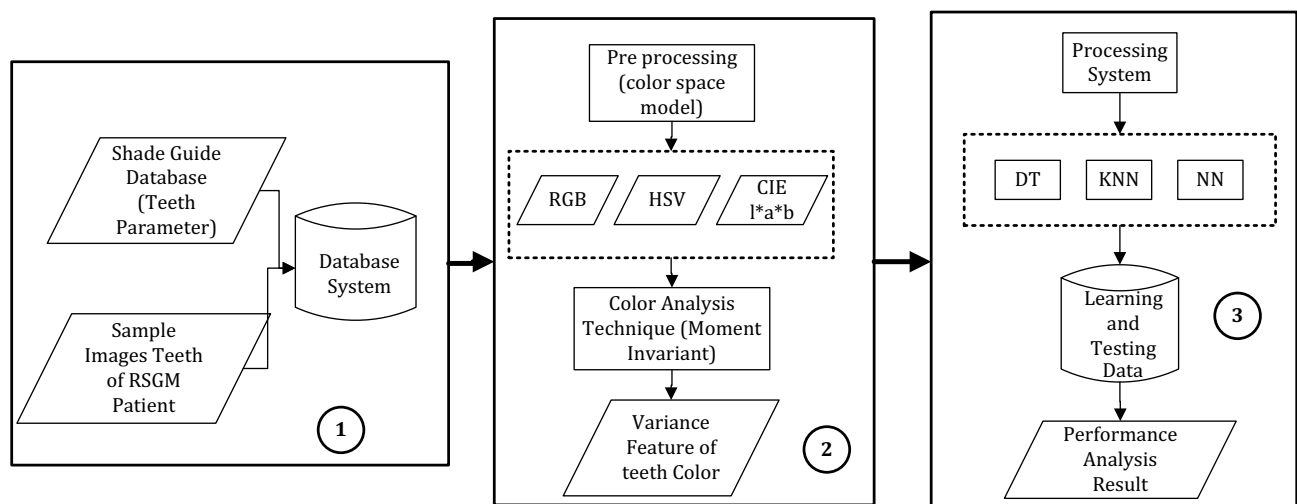 Shade Guide
Database
(Teeth
Parameter)
Sample
Images Teeth
of RSGM
Patient
Database
System
1
Pre processing
(color space
model)
RGB
HSV
CIE
l*a*b
Color Analysis
Technique (Moment
Invariant)
Variance
Feature of
teeth Color
2
Processing
System
DT
KNN
NN
Learning
and
Testing
Data
3
Performance
Analysis
Result